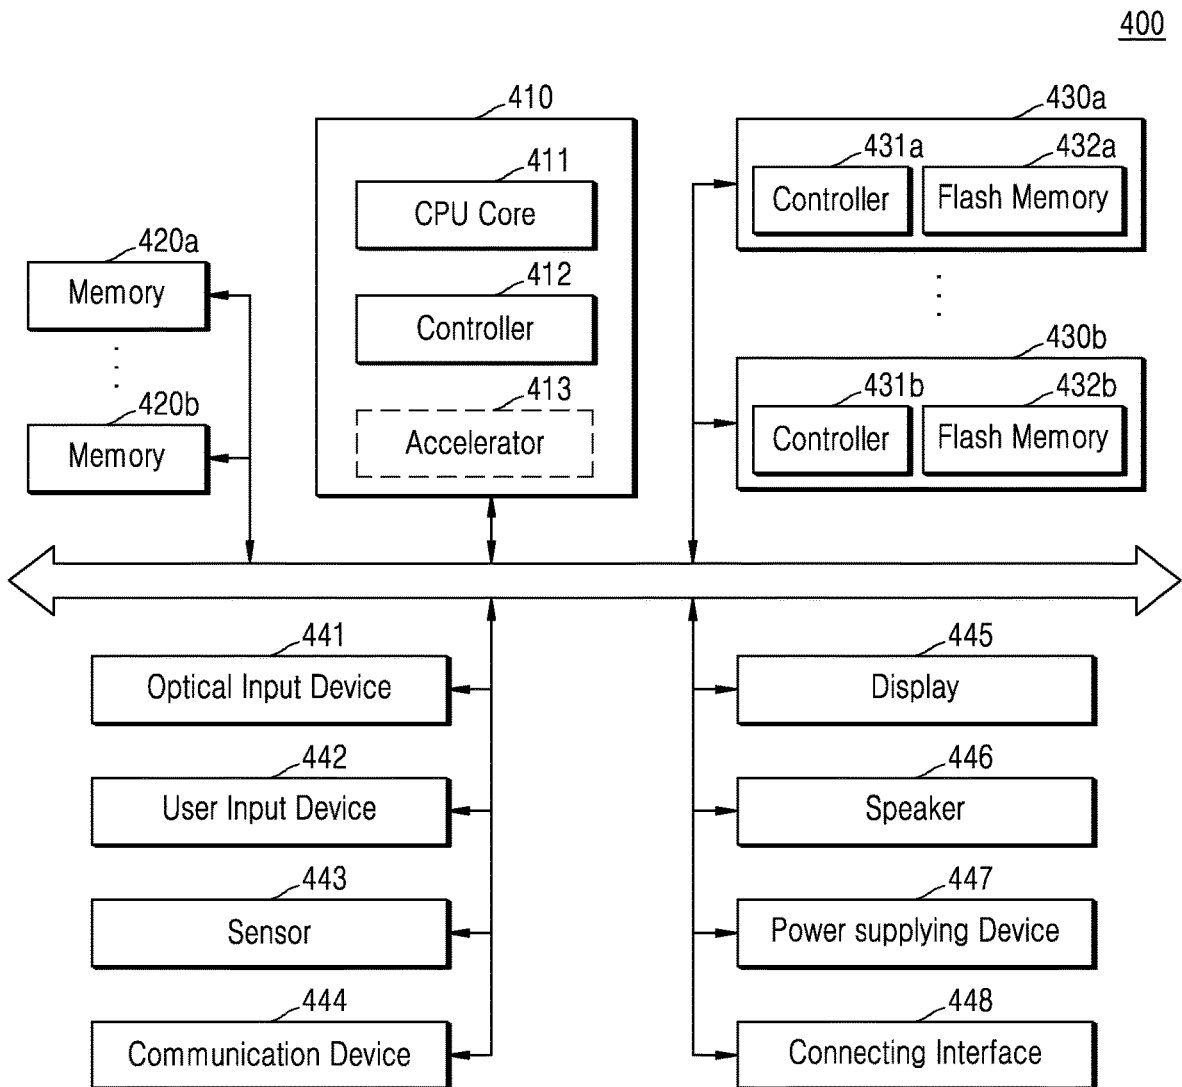 400
410
430a
411
431a
432a
CPU Core
Controller
Flash Memory
420a
412
Memory
Controller
430b
420b
413
431b
432b
Memory
Accelerator
Controller
Flash Memory
441
445
Optical Input Device
Display
442
446
User Input Device
Speaker
443
447
Sensor
Power supplying Device
444
448
Communication Device
Connecting Interface